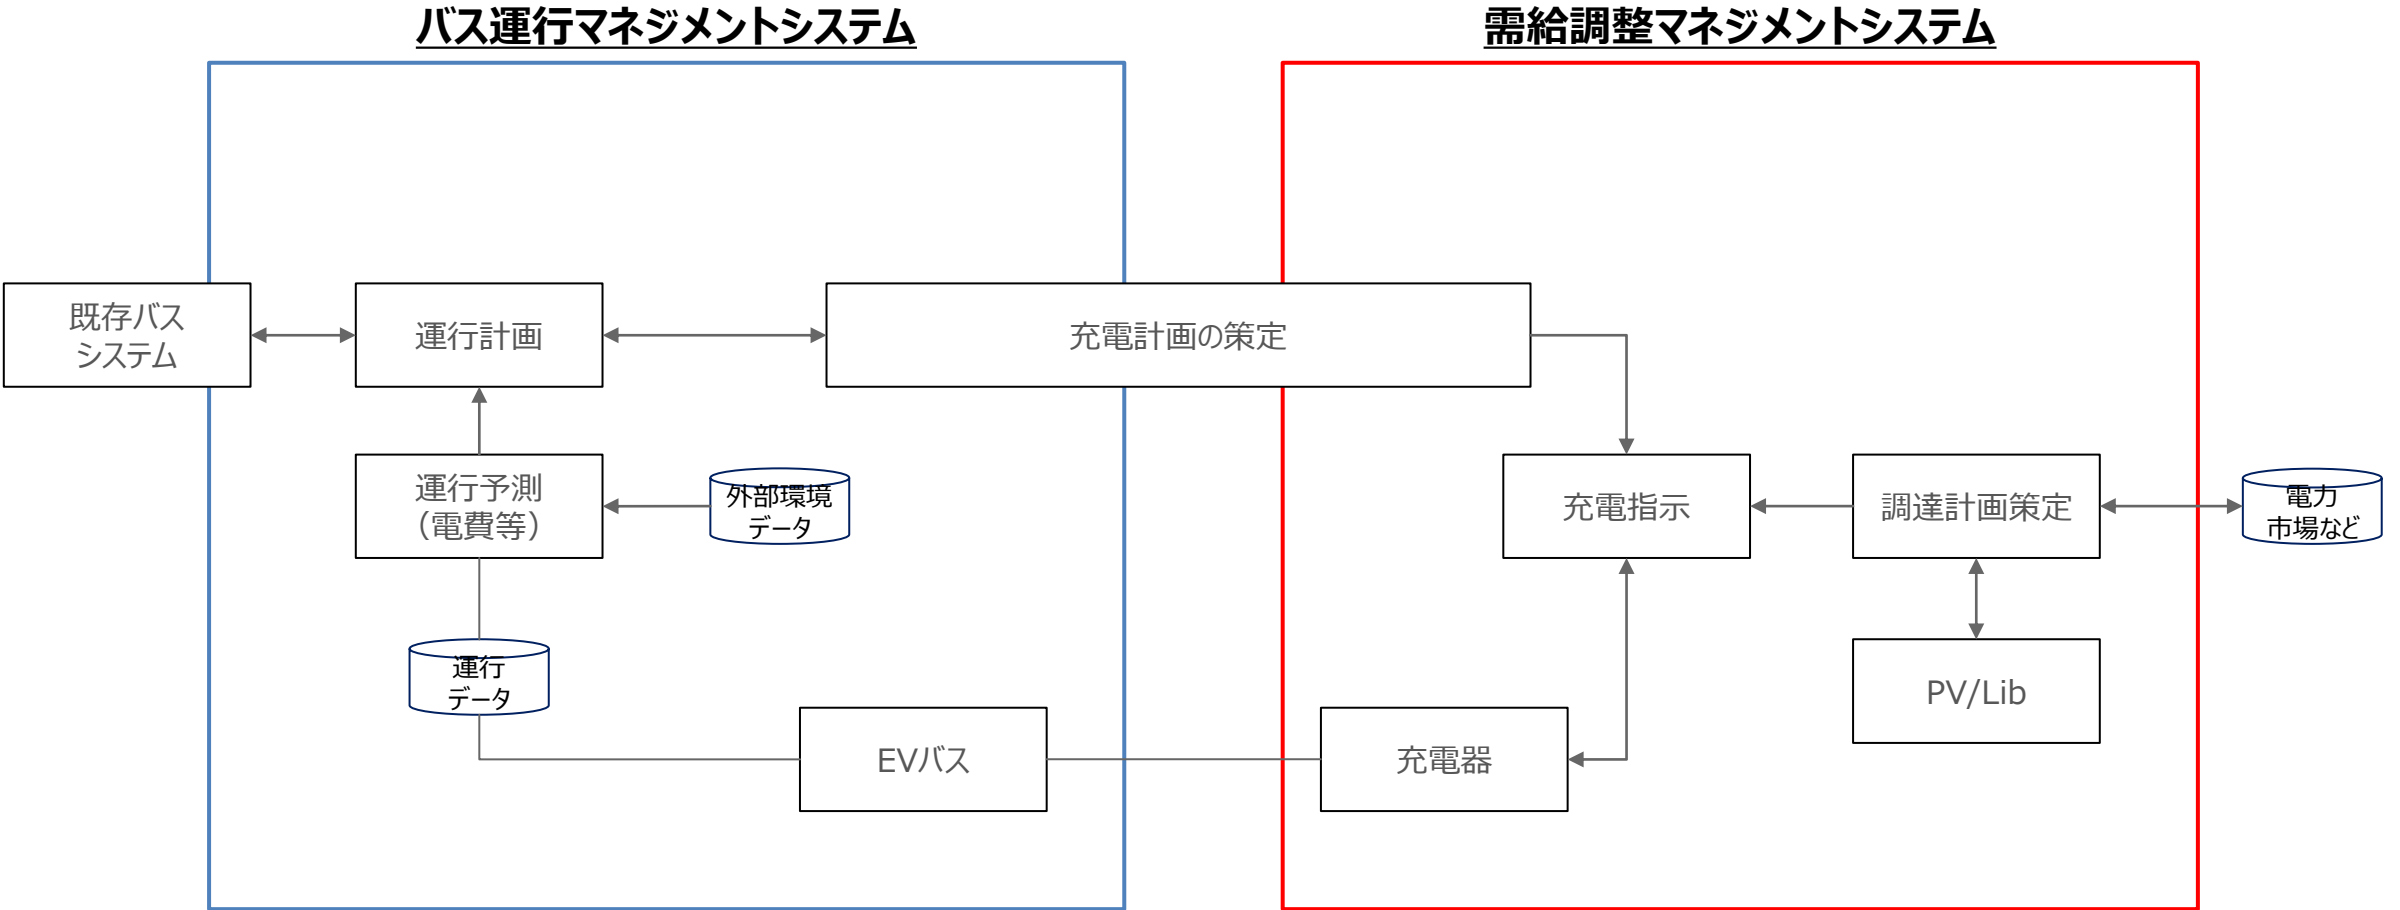 バス運行マネジメントシステム
需給調整マネジメントシステム
既存バス
システム
運行計画
充電計画の策定
運行予測
（電費等）
外部環境
データ
充電指示
調達計画策定
電力
市場など
運行
データ
EVバス
充電器
PV/Lib